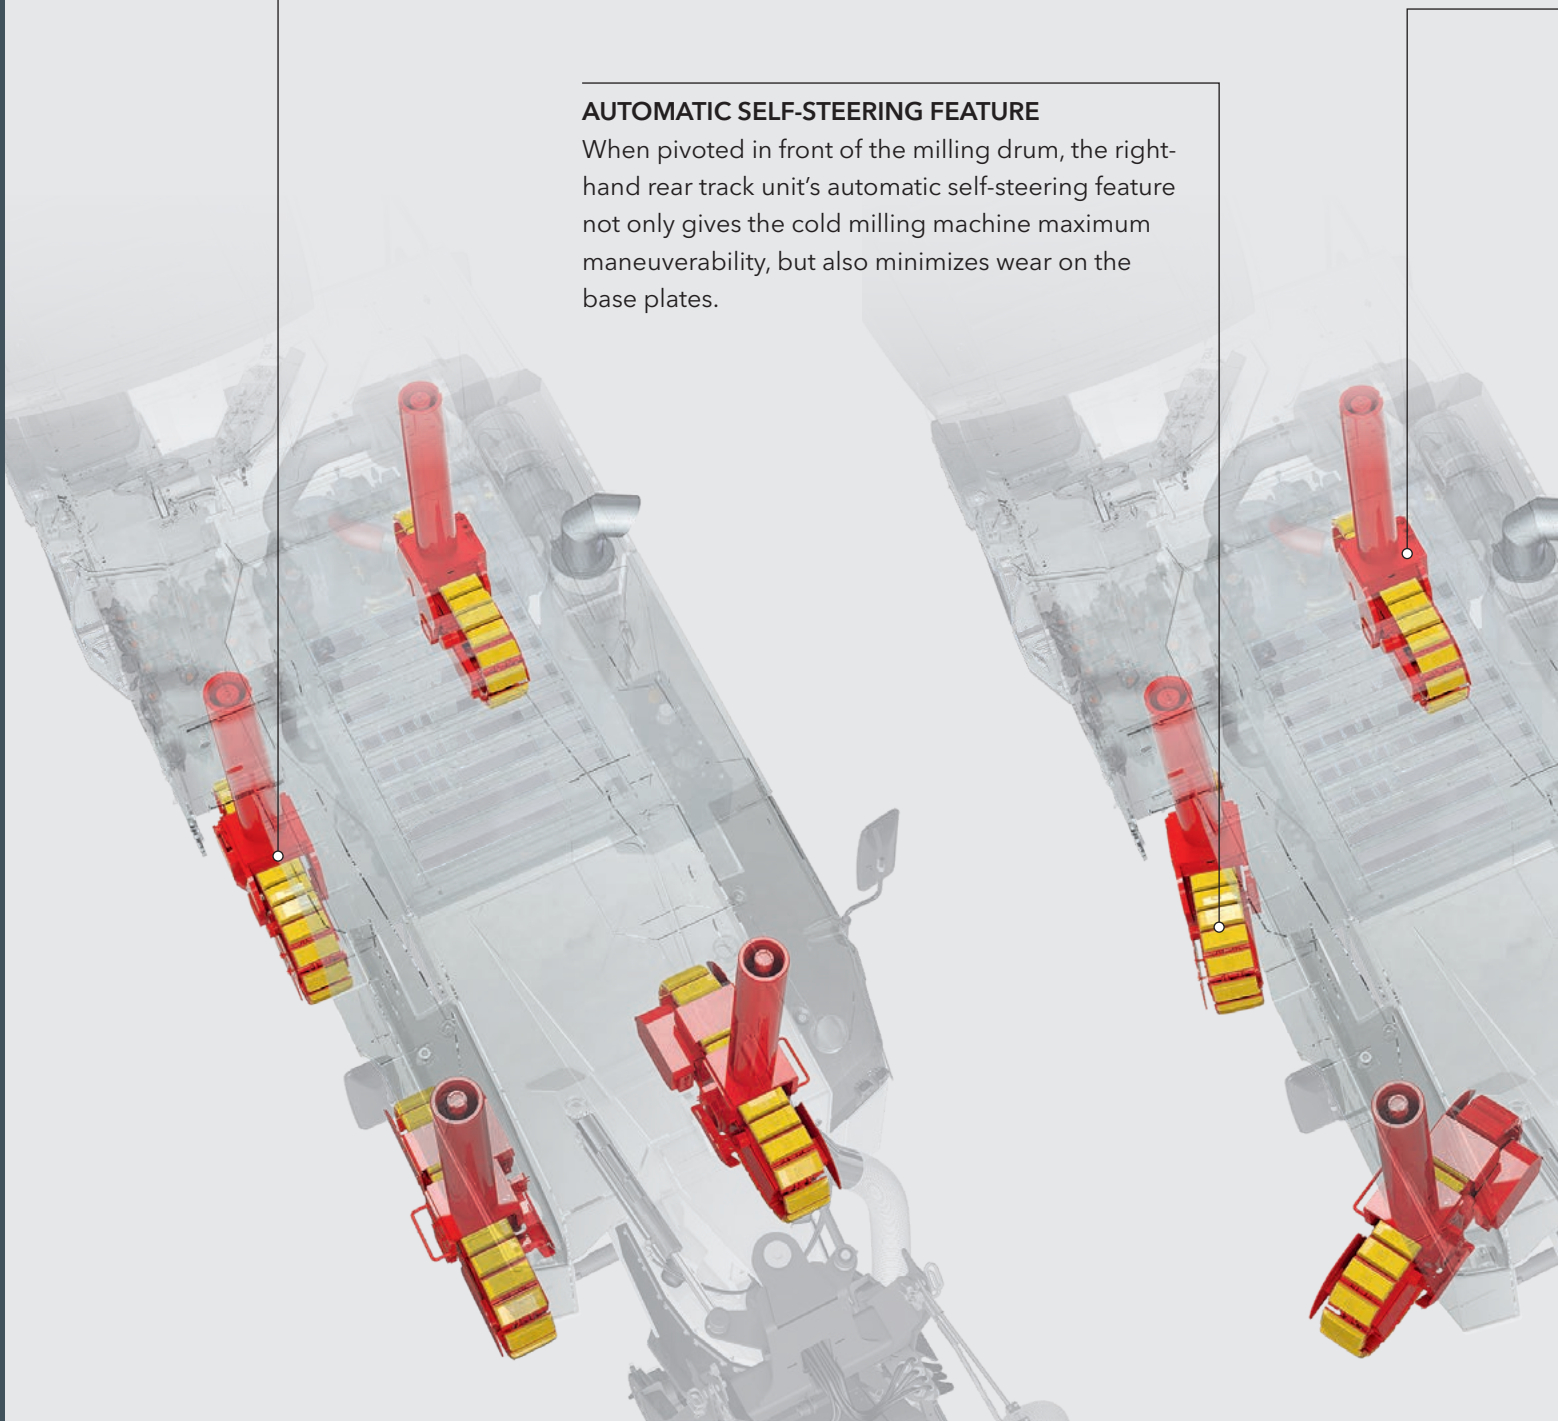 AUTOMATIC SELF-STEERING FEATURE
When pivoted in front of the milling drum, the right-
hand rear track unit's automatic self-steering feature
not only gives the cold milling machine maximum
maneuverability, but also minimizes wear on the
base plates.